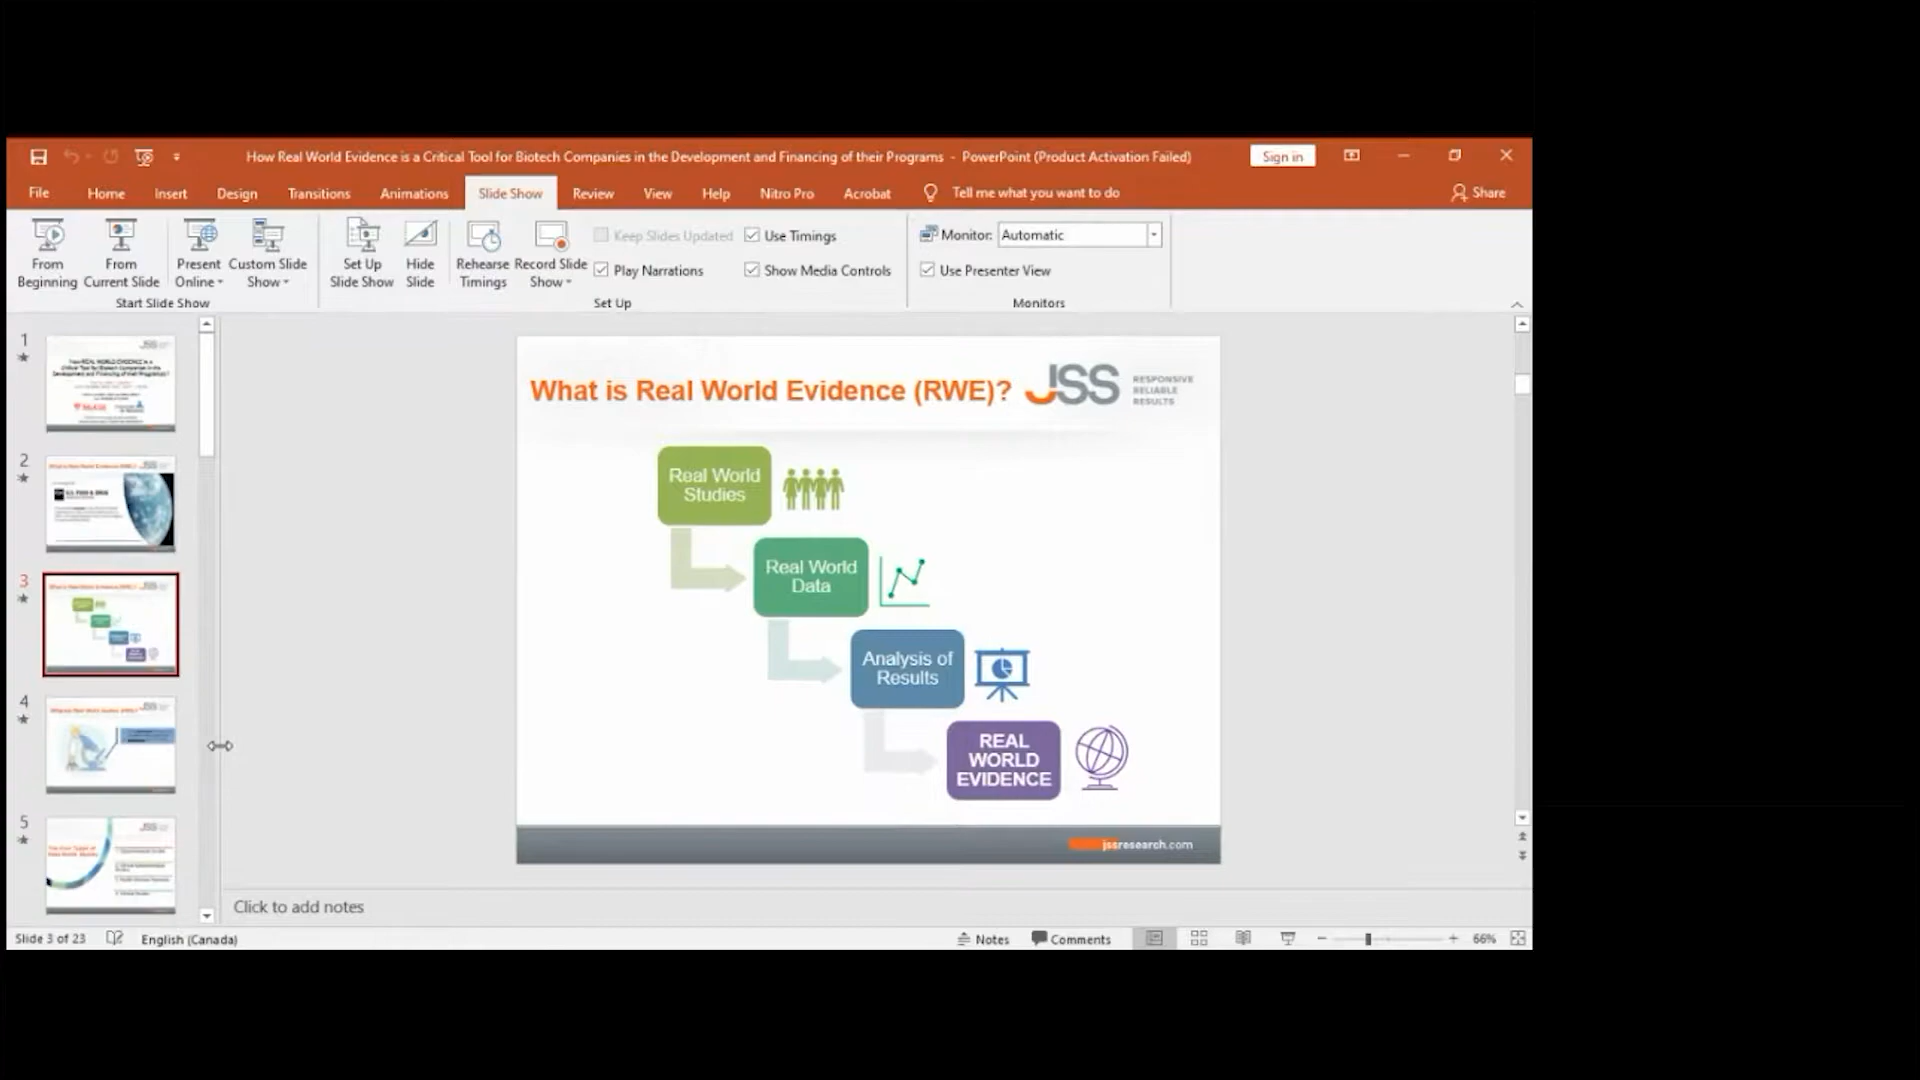 How Real World Evidence is a Critical Tool for Biotech Companies in the Development and Financing of their Programs - PowerPoint (Product Activation Failed)
Sign in
File Home Insert Design Transitions Animations Slide Show Review View Help Nitro Pro Acrobat Tell me what you want to do Share
From Beginning
From Current Slide
Present Online
Custom Slide Show
Start Slide Show
Set Up Slide Show
Hide Slide
Rehearse Timings
Record Slide Show
Keep Slides Updated
Play Narrations
Use Timings
Show Media Controls
Set Up
Monitor: Automatic
Use Presenter View
Monitors
1
2
3
4
5
What is Real World Evidence (RWE)?
JSS
RESPONSIVE
RELIABLE
RESULTS
Real World
Studies
Real World
Data
Analysis of
Results
REAL
WORLD
EVIDENCE
jssresearch.com
Click to add notes
Slide 3 of 23 English (Canada) Notes Comments 66%